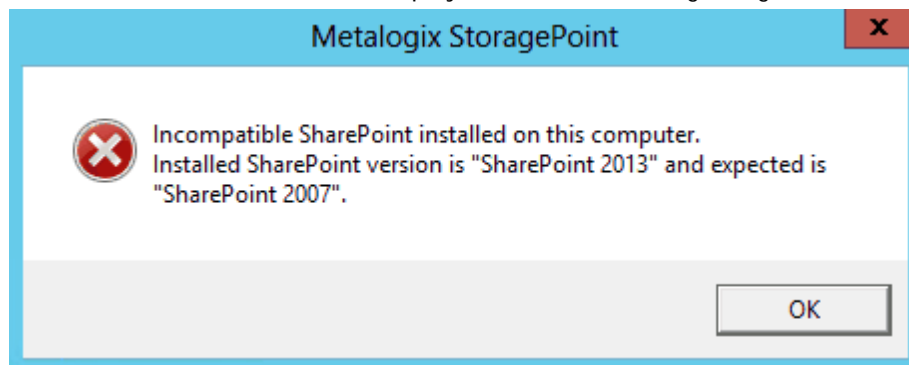 Metalogix StoragePoint
x
Incompatible SharePoint installed on this computer.
Installed SharePoint version is "SharePoint 2013" and expected is
"SharePoint 2007".
OK